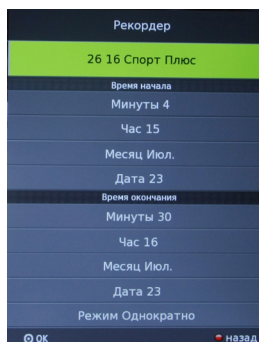 Рекордер
26 16 Спорт Плюс
Время начала
Минуты 4
Час 15
Месяц Июл.
Дата 23
Время окончания
Минуты 30
Час 16
Месяц Июл.
Дата 23
Режим Однократно
OK назад